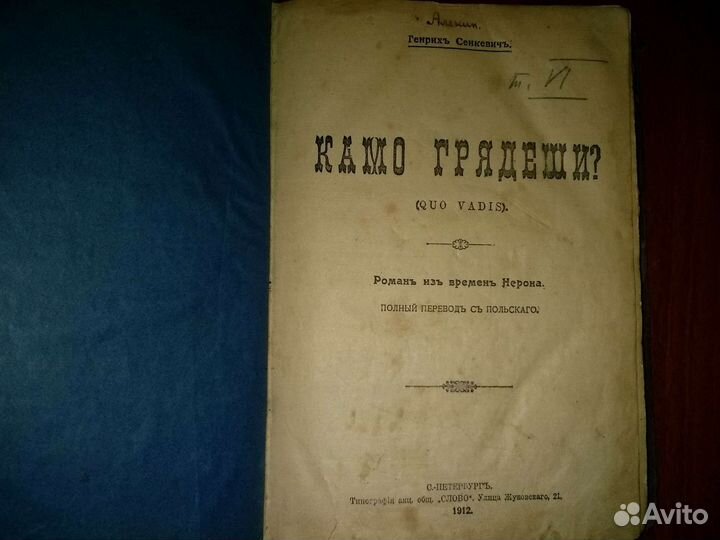 Генрихъ Сенкевичъ.
т. VI
КАМО ГРЯДЕШИ?
(QUO VADIS).
Романъ изъ временъ Нерона.
ПОЛНЫЙ ПЕРЕВОДЪ СЪ ПОЛЬСКАГО.
С.-ПЕТЕРБУРГЪ.
Типографія акц. общ. „СЛОВО". Улица Жуковскаго, 21.
1912.
Avito